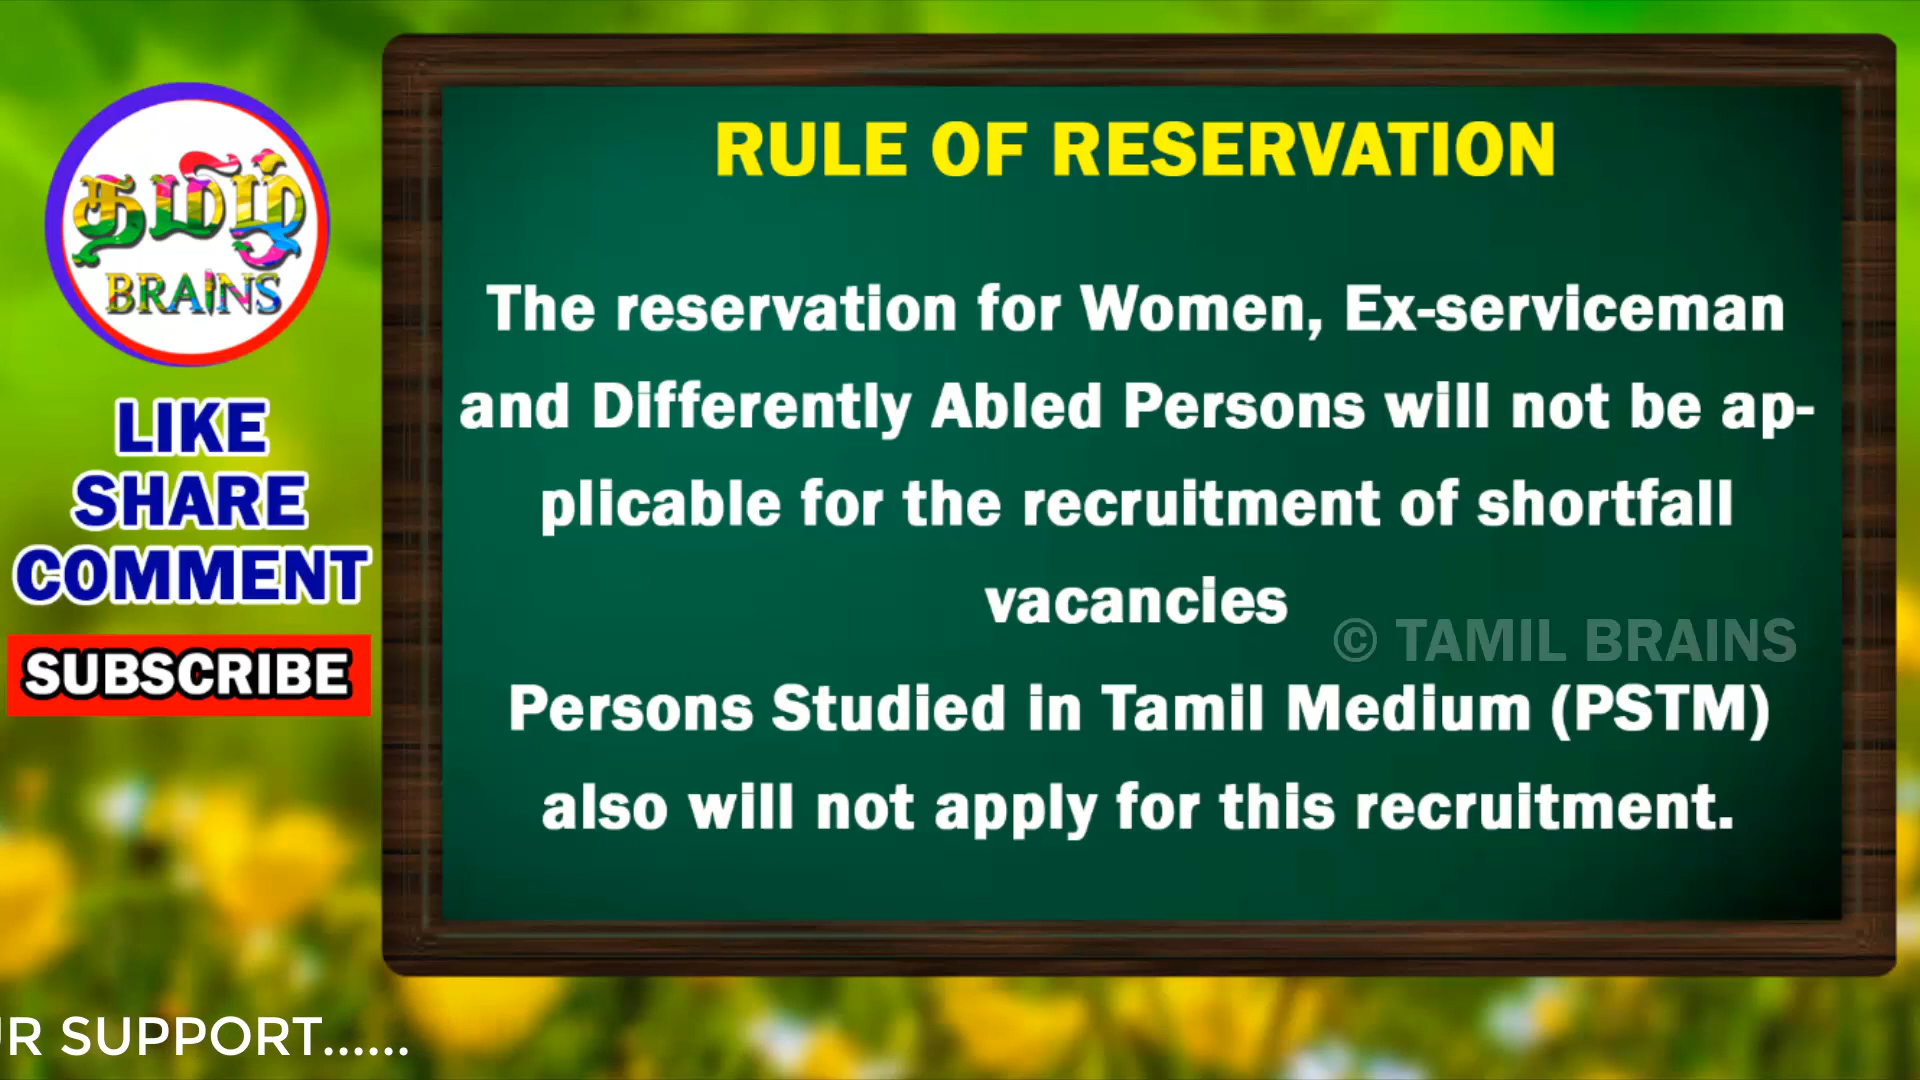 தமிழ்
BRAINS
LIKE
SHARE
COMMENT
SUBSCRIBE
RULE OF RESERVATION
The reservation for Women, Ex-serviceman
and Differently Abled Persons will not be ap-
plicable for the recruitment of shortfall
vacancies
© TAMIL BRAINS
Persons Studied in Tamil Medium (PSTM)
also will not apply for this recruitment.
R SUPPORT......